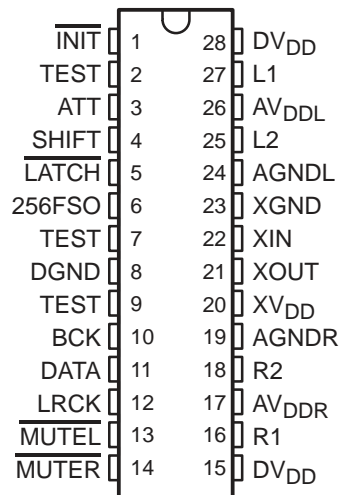 INIT 1 28 DVDD
TEST 2 27 L1
ATT 3 26 AVDDL
SHIFT 4 25 L2
LATCH 5 24 AGNDL
256FSO 6 23 XGND
TEST 7 22 XIN
DGND 8 21 XOUT
TEST 9 20 XVDD
BCK 10 19 AGNDR
DATA 11 18 R2
LRCK 12 17 AVDDR
MUTEL 13 16 R1
MUTER 14 15 DVDD